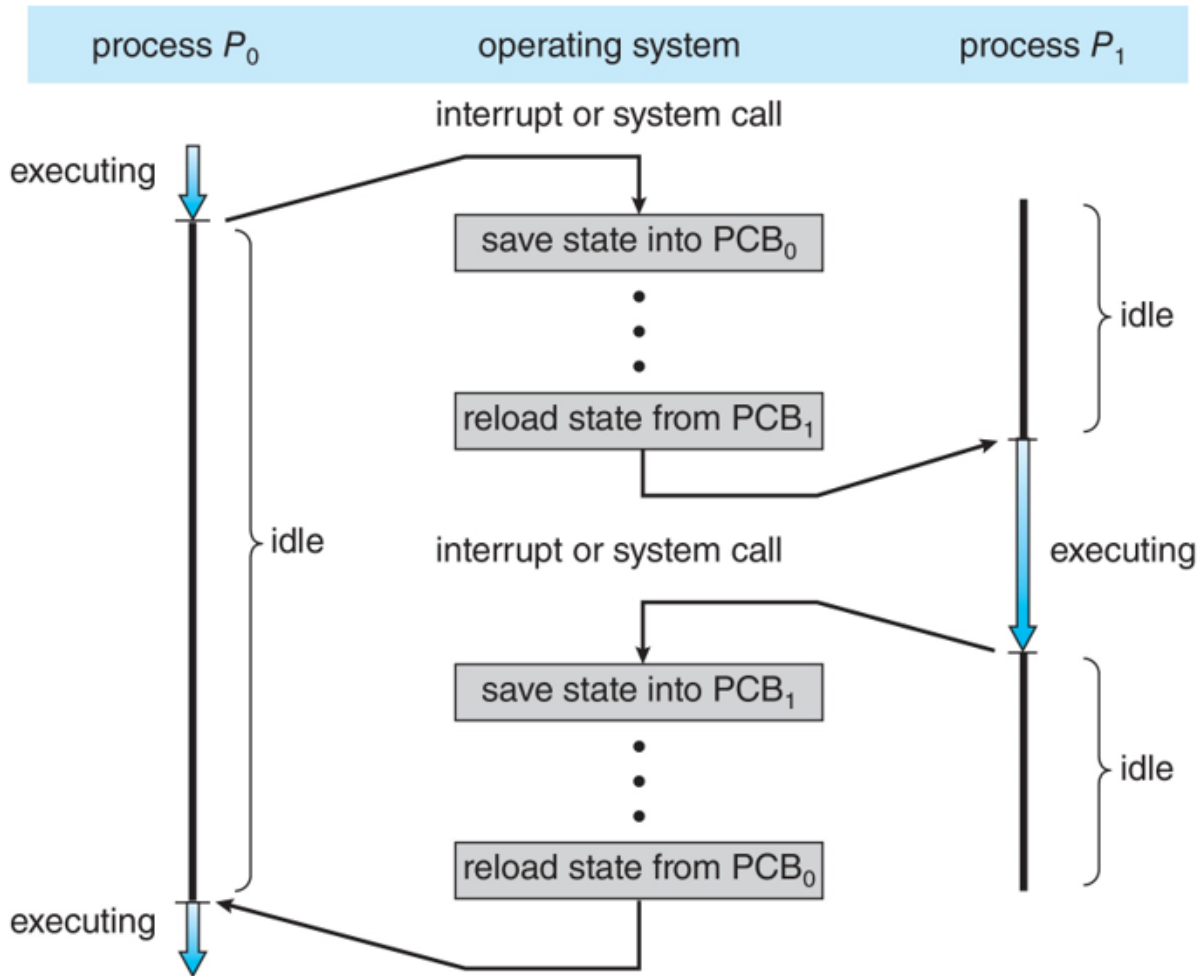 process P₀
operating system
process P₁
interrupt or system call
executing
save state into PCB₀
idle
reload state from PCB₁
idle
interrupt or system call
executing
save state into PCB₁
idle
reload state from PCB₀
executing